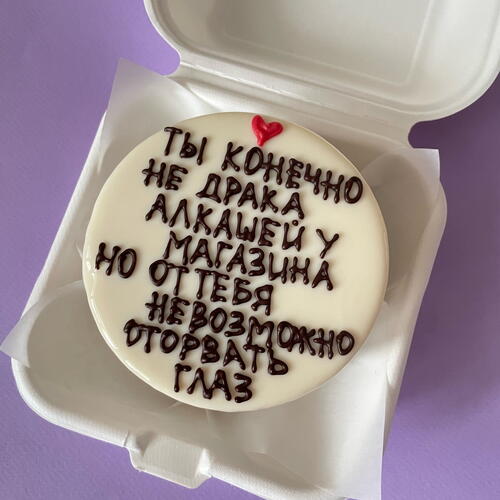 ТЫ КОНЕЧНО
НЕ ДРАКА
АЛКАШЕЙ У
МАГАЗИНА
НО ОТ ТЕБЯ
НЕВОЗМОЖНО
ОТОРВАТЬ
ГЛАЗ